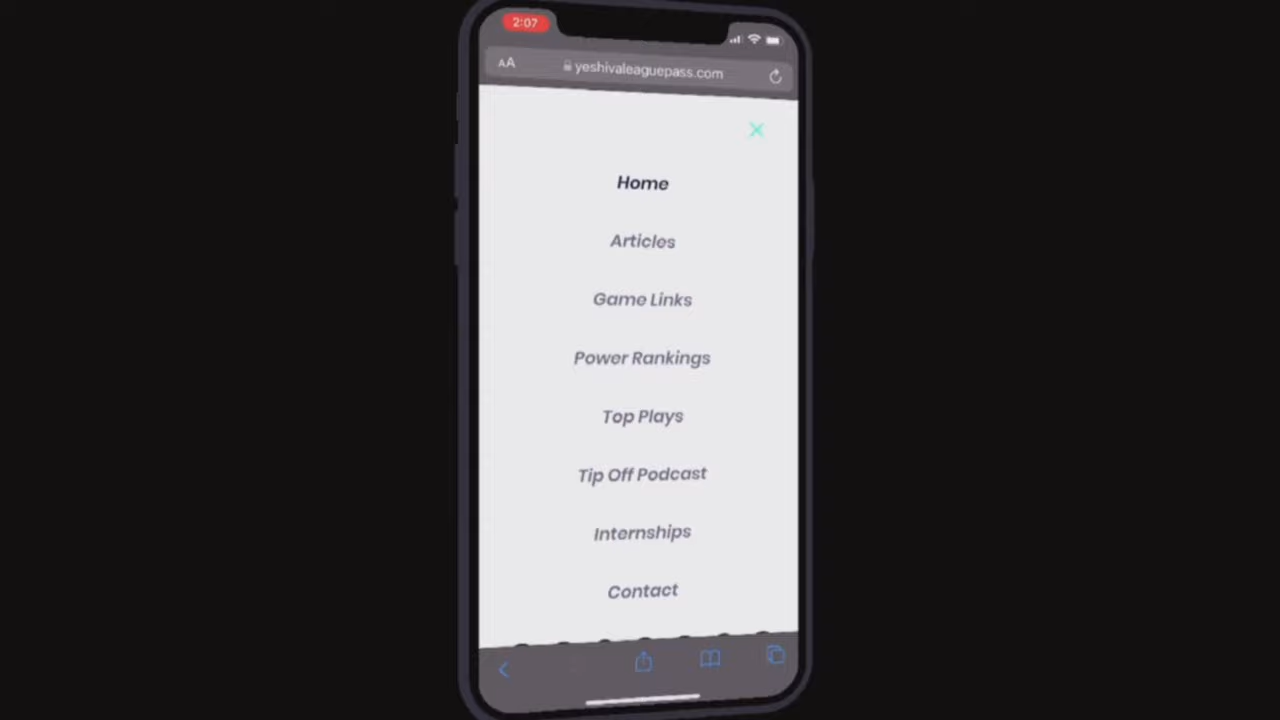 2:07
AA yeshivaleaguepass.com
Home
Articles
Game Links
Power Rankings
Top Plays
Tip Off Podcast
Internships
Contact